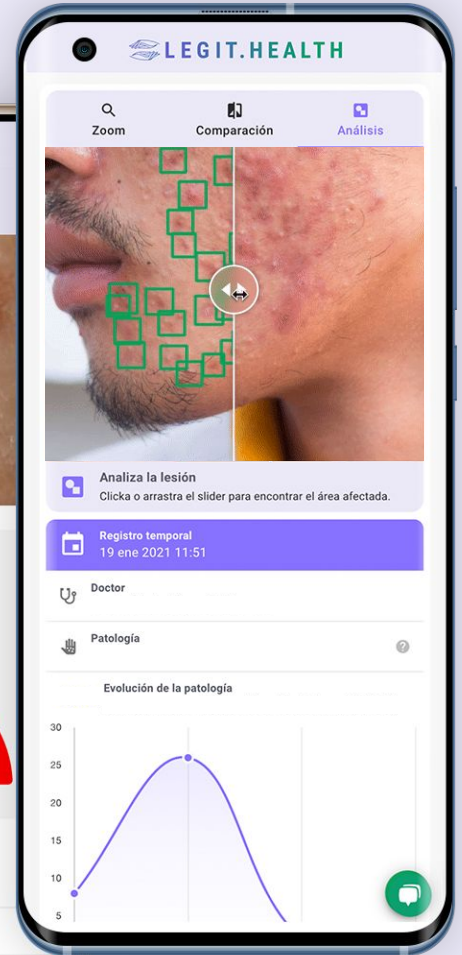 LEGIT.HEALTH
Zoom
Comparación
Análisis
Analiza la lesión
Clicka o arrastra el slider para encontrar el área afectada.
Registro temporal
19 ene 2021 11:51
Doctor
Patología
?
Evolución de la patología
30
25
20
15
10
5